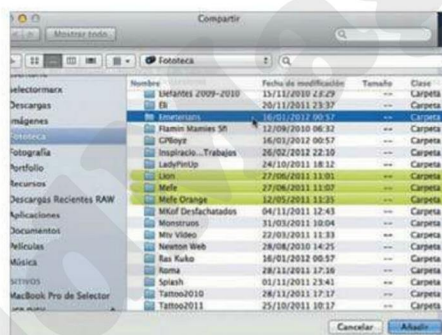 Compartir
Mostrar todo
Fototeca
Nombre Fecha de modificación Tamaño Clase
Elefantes 2009-2010 15/11/2010 23:29 -- Carpeta
Eli 20/11/2011 23:37 -- Carpeta
Emeterians 16/01/2012 00:57 -- Carpeta
Flamin Mamies Sfl 12/09/2010 06:32 -- Carpeta
GPBoyz 16/01/2012 00:57 -- Carpeta
Inspiracio...Trabajos 26/02/2010 22:10 -- Carpeta
LadyPinUp 24/10/2011 18:12 -- Carpeta
Lion 27/06/2011 11:01 -- Carpeta
Mefe 27/06/2011 11:07 -- Carpeta
Mefe Orange 12/05/2011 11:25 -- Carpeta
MKof Desfachatados 04/11/2011 12:43 -- Carpeta
Monstruos 31/03/2011 10:04 -- Carpeta
Mtv Video 22/03/2011 11:33 -- Carpeta
Newton Web 28/08/2010 14:25 -- Carpeta
Ras Kuko 16/01/2012 00:57 -- Carpeta
Roma 28/11/2011 17:16 -- Carpeta
Splash 01/11/2011 23:41 -- Carpeta
Tattoo2010 28/11/2011 17:17 -- Carpeta
Tattoo2011 25/10/2011 10:17 -- Carpeta
selectormarx
Descargas
mágenes
Fototeca
Fotografía
Portfolio
Recursos
Descargas Recientes RAW
Aplicaciones
Documentos
Películas
Música
SITIVOS
MacBook Pro de Selector
Cancelar Añadir